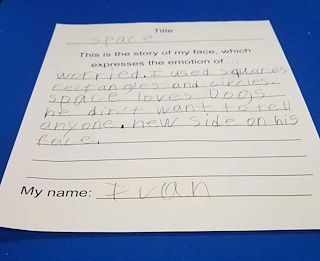 Title
space
This is the story of my face, which
expresses the emotion of ...
worried. I used squares
rectangles and circles.
space loves Dogs
he din't want to tell
anyone. new side on his
face.
My name: Ivan